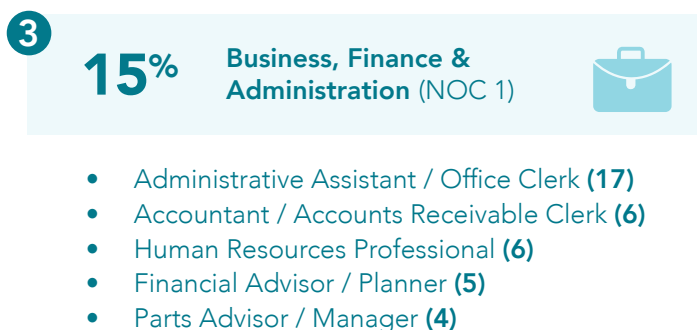 3
15%
Business, Finance &
Administration (NOC 1)
• Administrative Assistant / Office Clerk (17)
• Accountant / Accounts Receivable Clerk (6)
• Human Resources Professional (6)
• Financial Advisor / Planner (5)
• Parts Advisor / Manager (4)